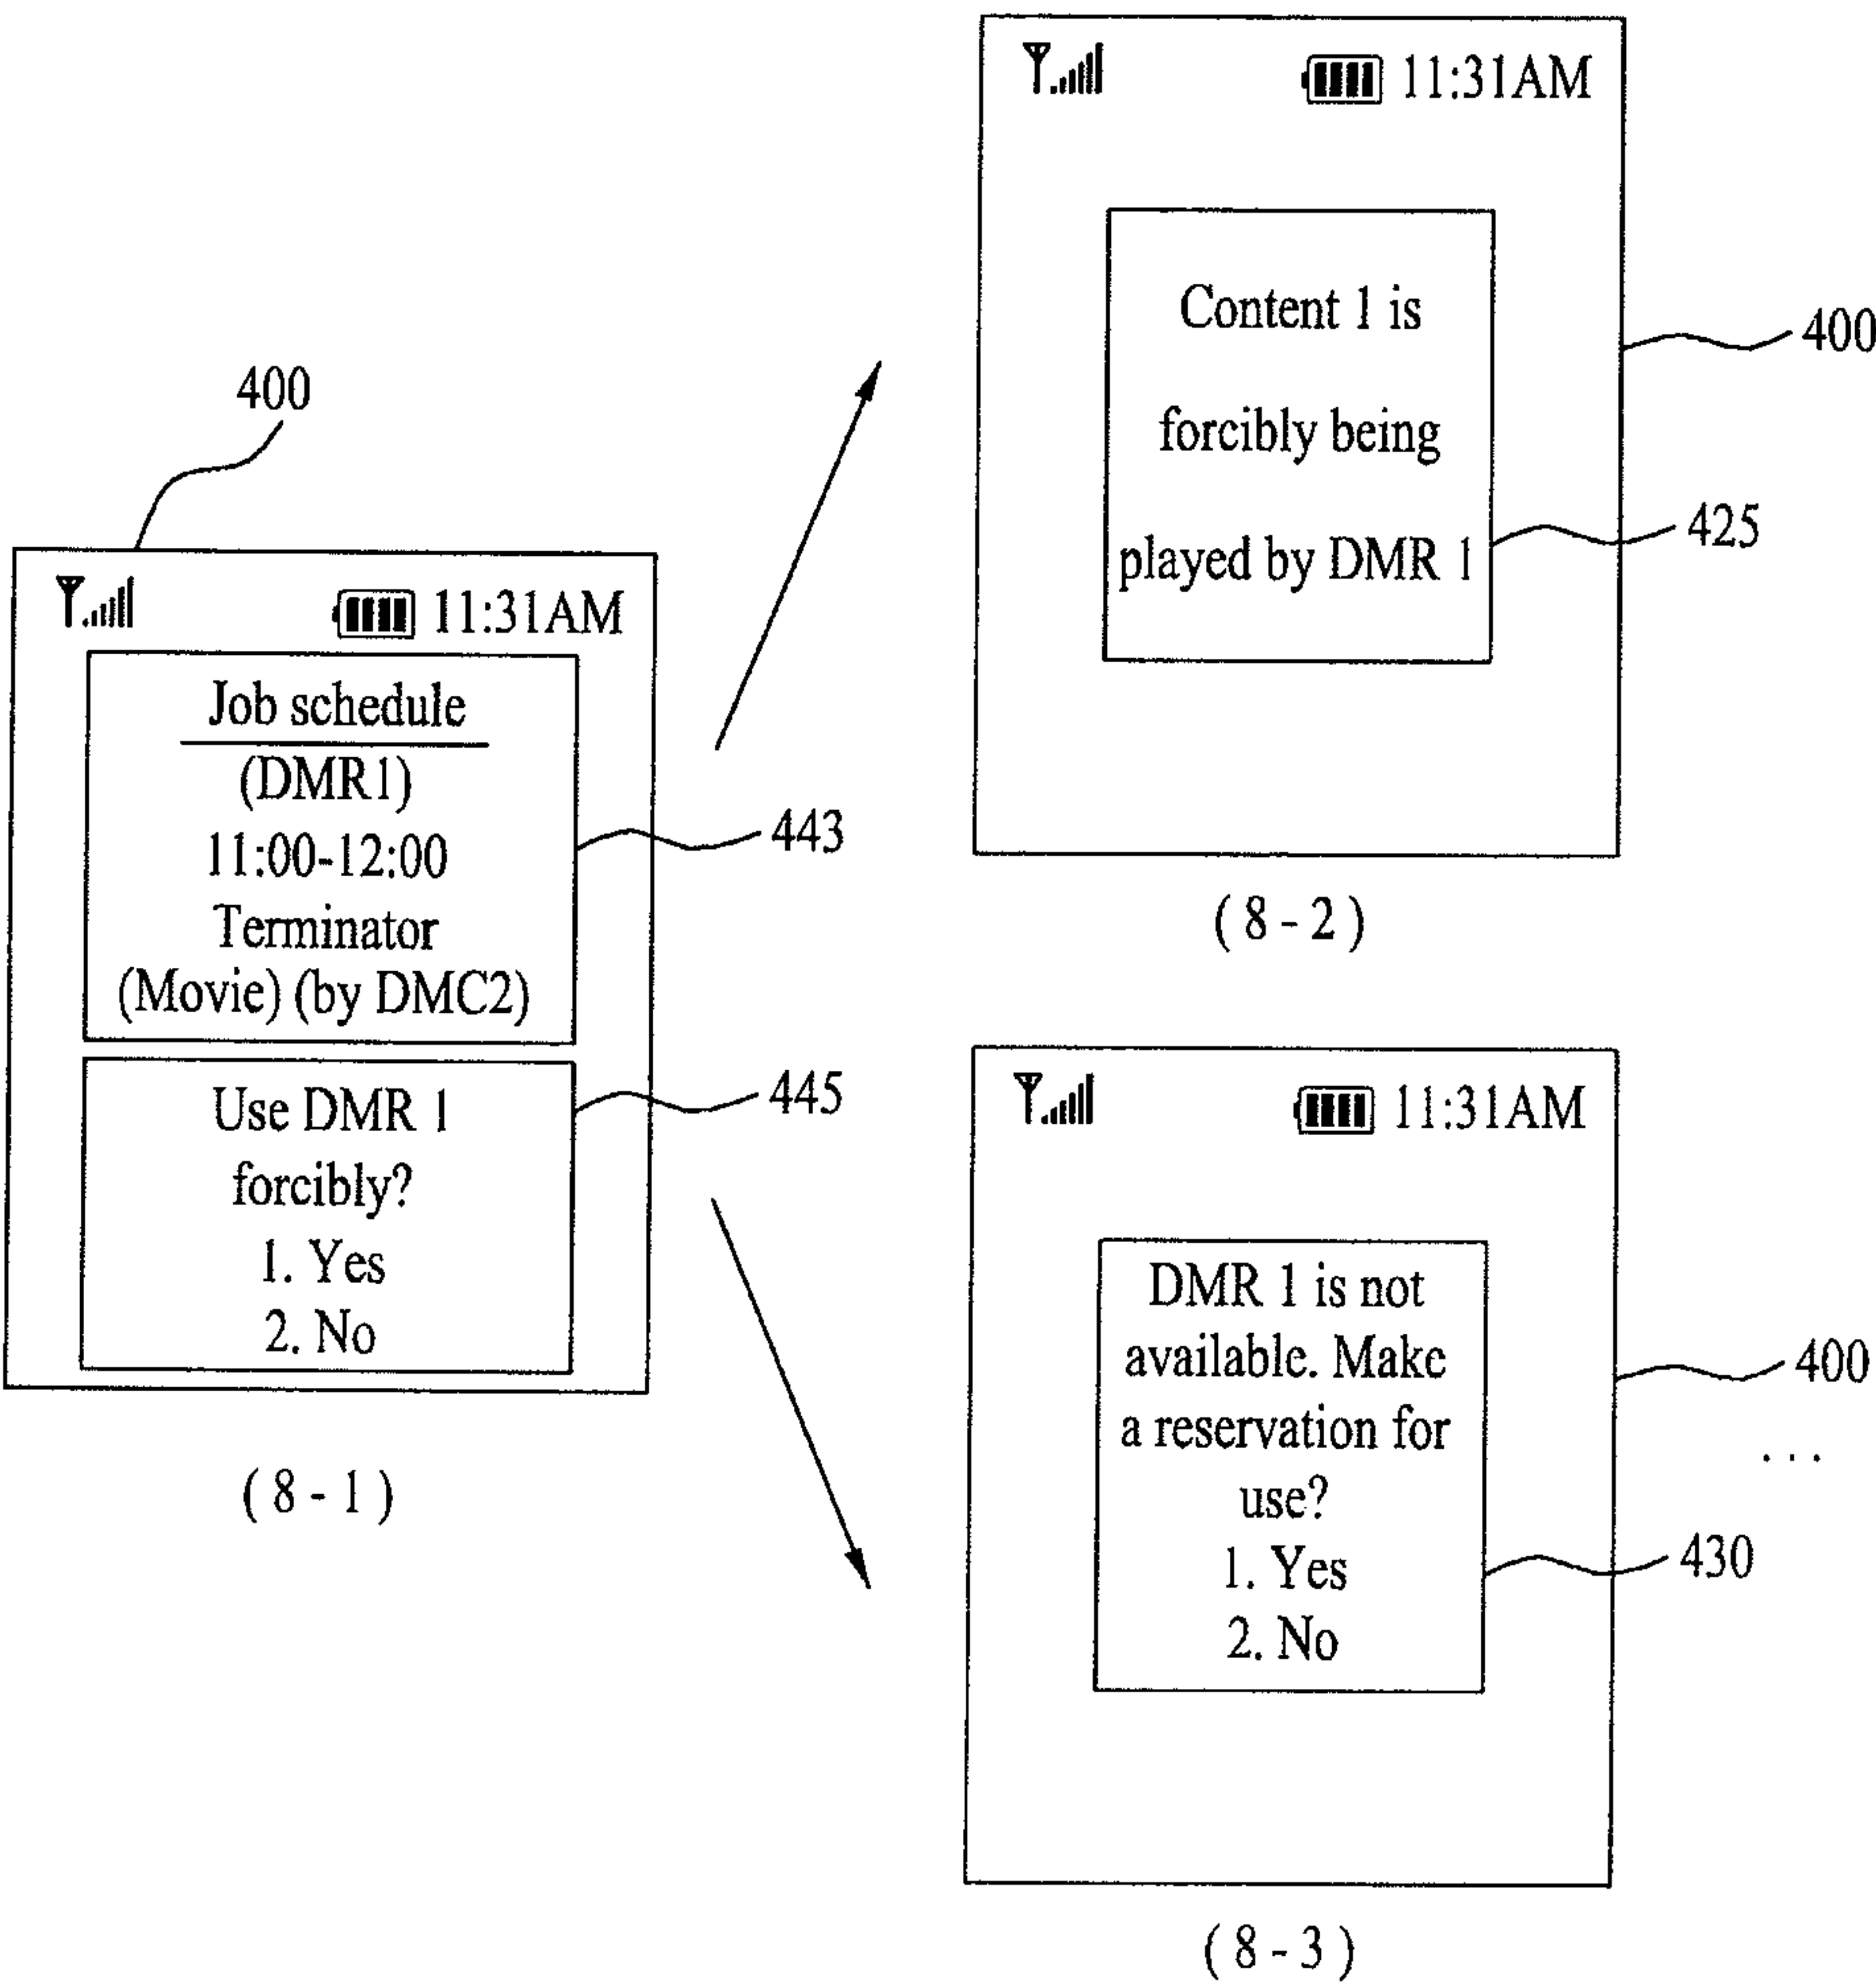 400
11:31AM
Job schedule
(DMR1)
11:00-12:00
Terminator
(Movie) (by DMC2)
443
Use DMR 1
forcibly?
1. Yes
2. No
445
( 8 - 1 )
11:31AM
Content 1 is
forcibly being
played by DMR 1
400
425
( 8 - 2 )
11:31AM
DMR 1 is not
available. Make
a reservation for
use?
1. Yes
2. No
400
. . .
430
( 8 - 3 )